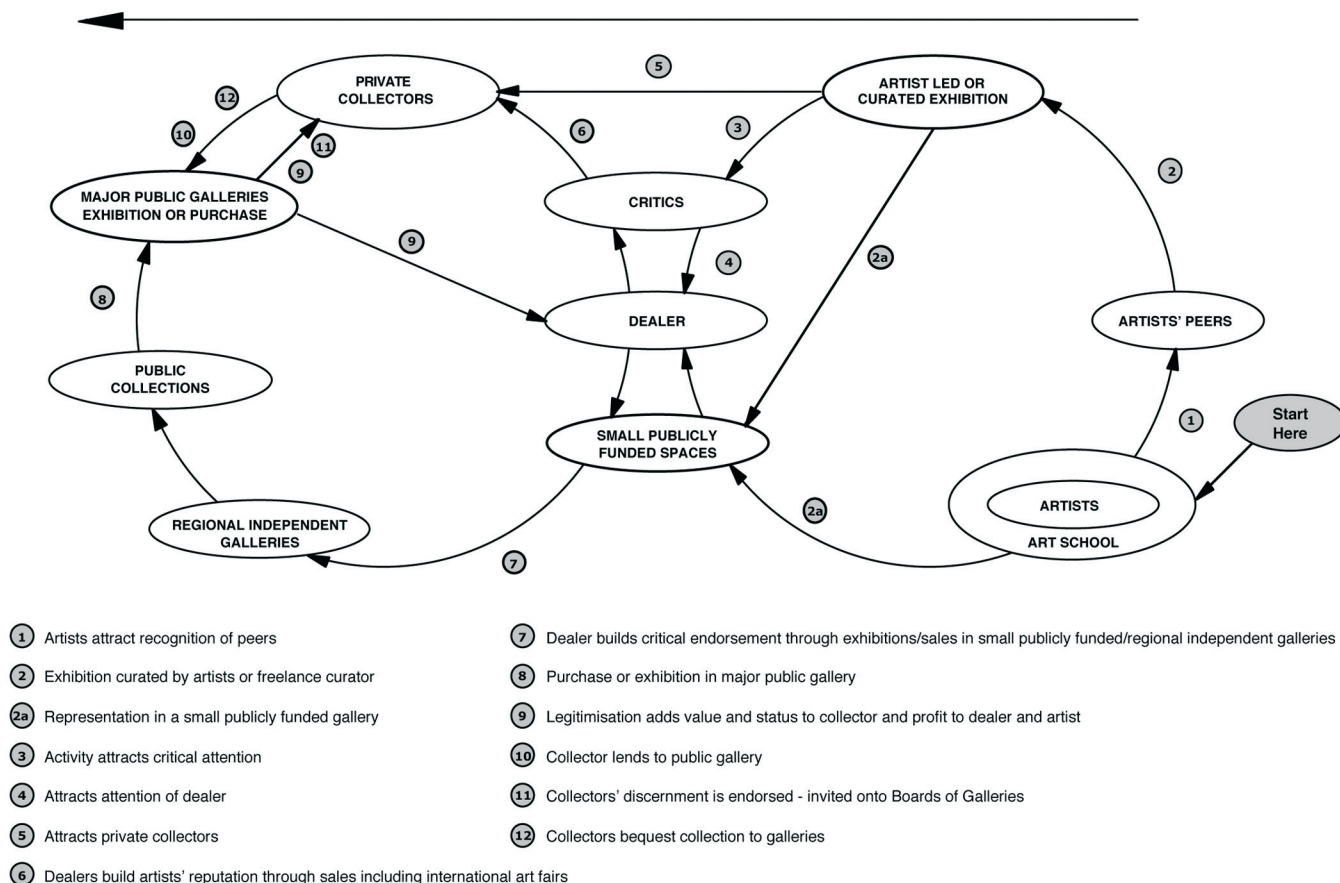 5
PRIVATE
COLLECTORS
ARTIST LED OR
CURATED EXHIBITION
12
10
6
3
11
9
2
MAJOR PUBLIC GALLERIES
EXHIBITION OR PURCHASE
CRITICS
9
4
2a
8
DEALER
ARTISTS' PEERS
PUBLIC
COLLECTIONS
1
Start
Here
SMALL PUBLICLY
FUNDED SPACES
2a
ARTISTS
ART SCHOOL
REGIONAL INDEPENDENT
GALLERIES
7
1 Artists attract recognition of peers
2 Exhibition curated by artists or freelance curator
2a Representation in a small publicly funded gallery
3 Activity attracts critical attention
4 Attracts attention of dealer
5 Attracts private collectors
6 Dealers build artists' reputation through sales including international art fairs
7 Dealer builds critical endorsement through exhibitions/sales in small publicly funded/regional independent galleries
8 Purchase or exhibition in major public gallery
9 Legitimisation adds value and status to collector and profit to dealer and artist
10 Collector lends to public gallery
11 Collectors' discernment is endorsed - invited onto Boards of Galleries
12 Collectors bequest collection to galleries